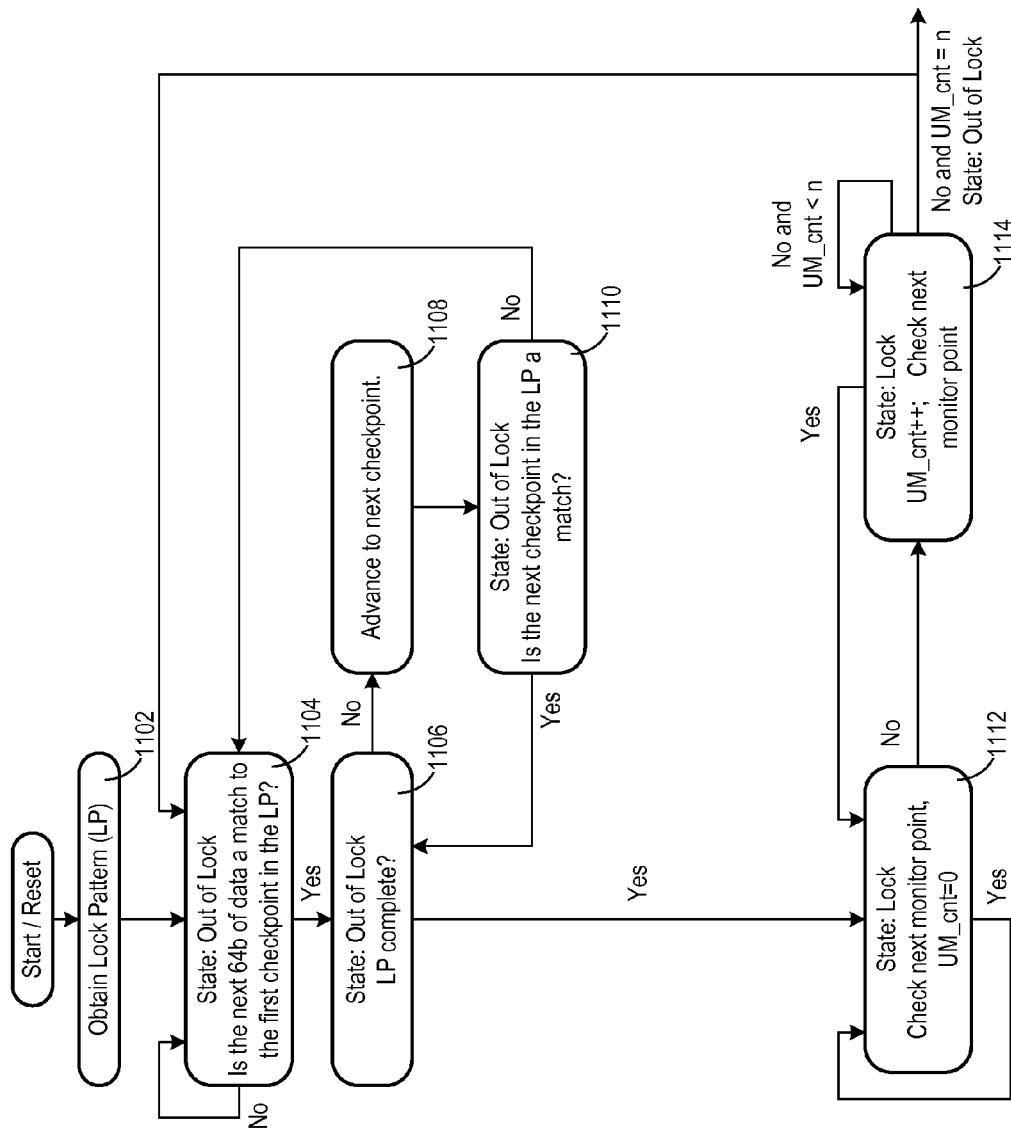 Start / Reset
Obtain Lock Pattern (LP)
1102
State: Out of Lock
Is the next 64b of data a match to
the first checkpoint in the LP?
1104
No
Yes
State: Out of Lock
LP complete?
1106
No
Advance to next checkpoint.
1108
State: Out of Lock
Is the next checkpoint in the LP a
match?
1110
No
Yes
Yes
State: Lock
Check next monitor point,
UM_cnt=0
1112
Yes
No
Yes
State: Lock
UM_cnt++; Check next
monitor point
1114
No and
UM_cnt < n
No and UM_cnt = n
State: Out of Lock